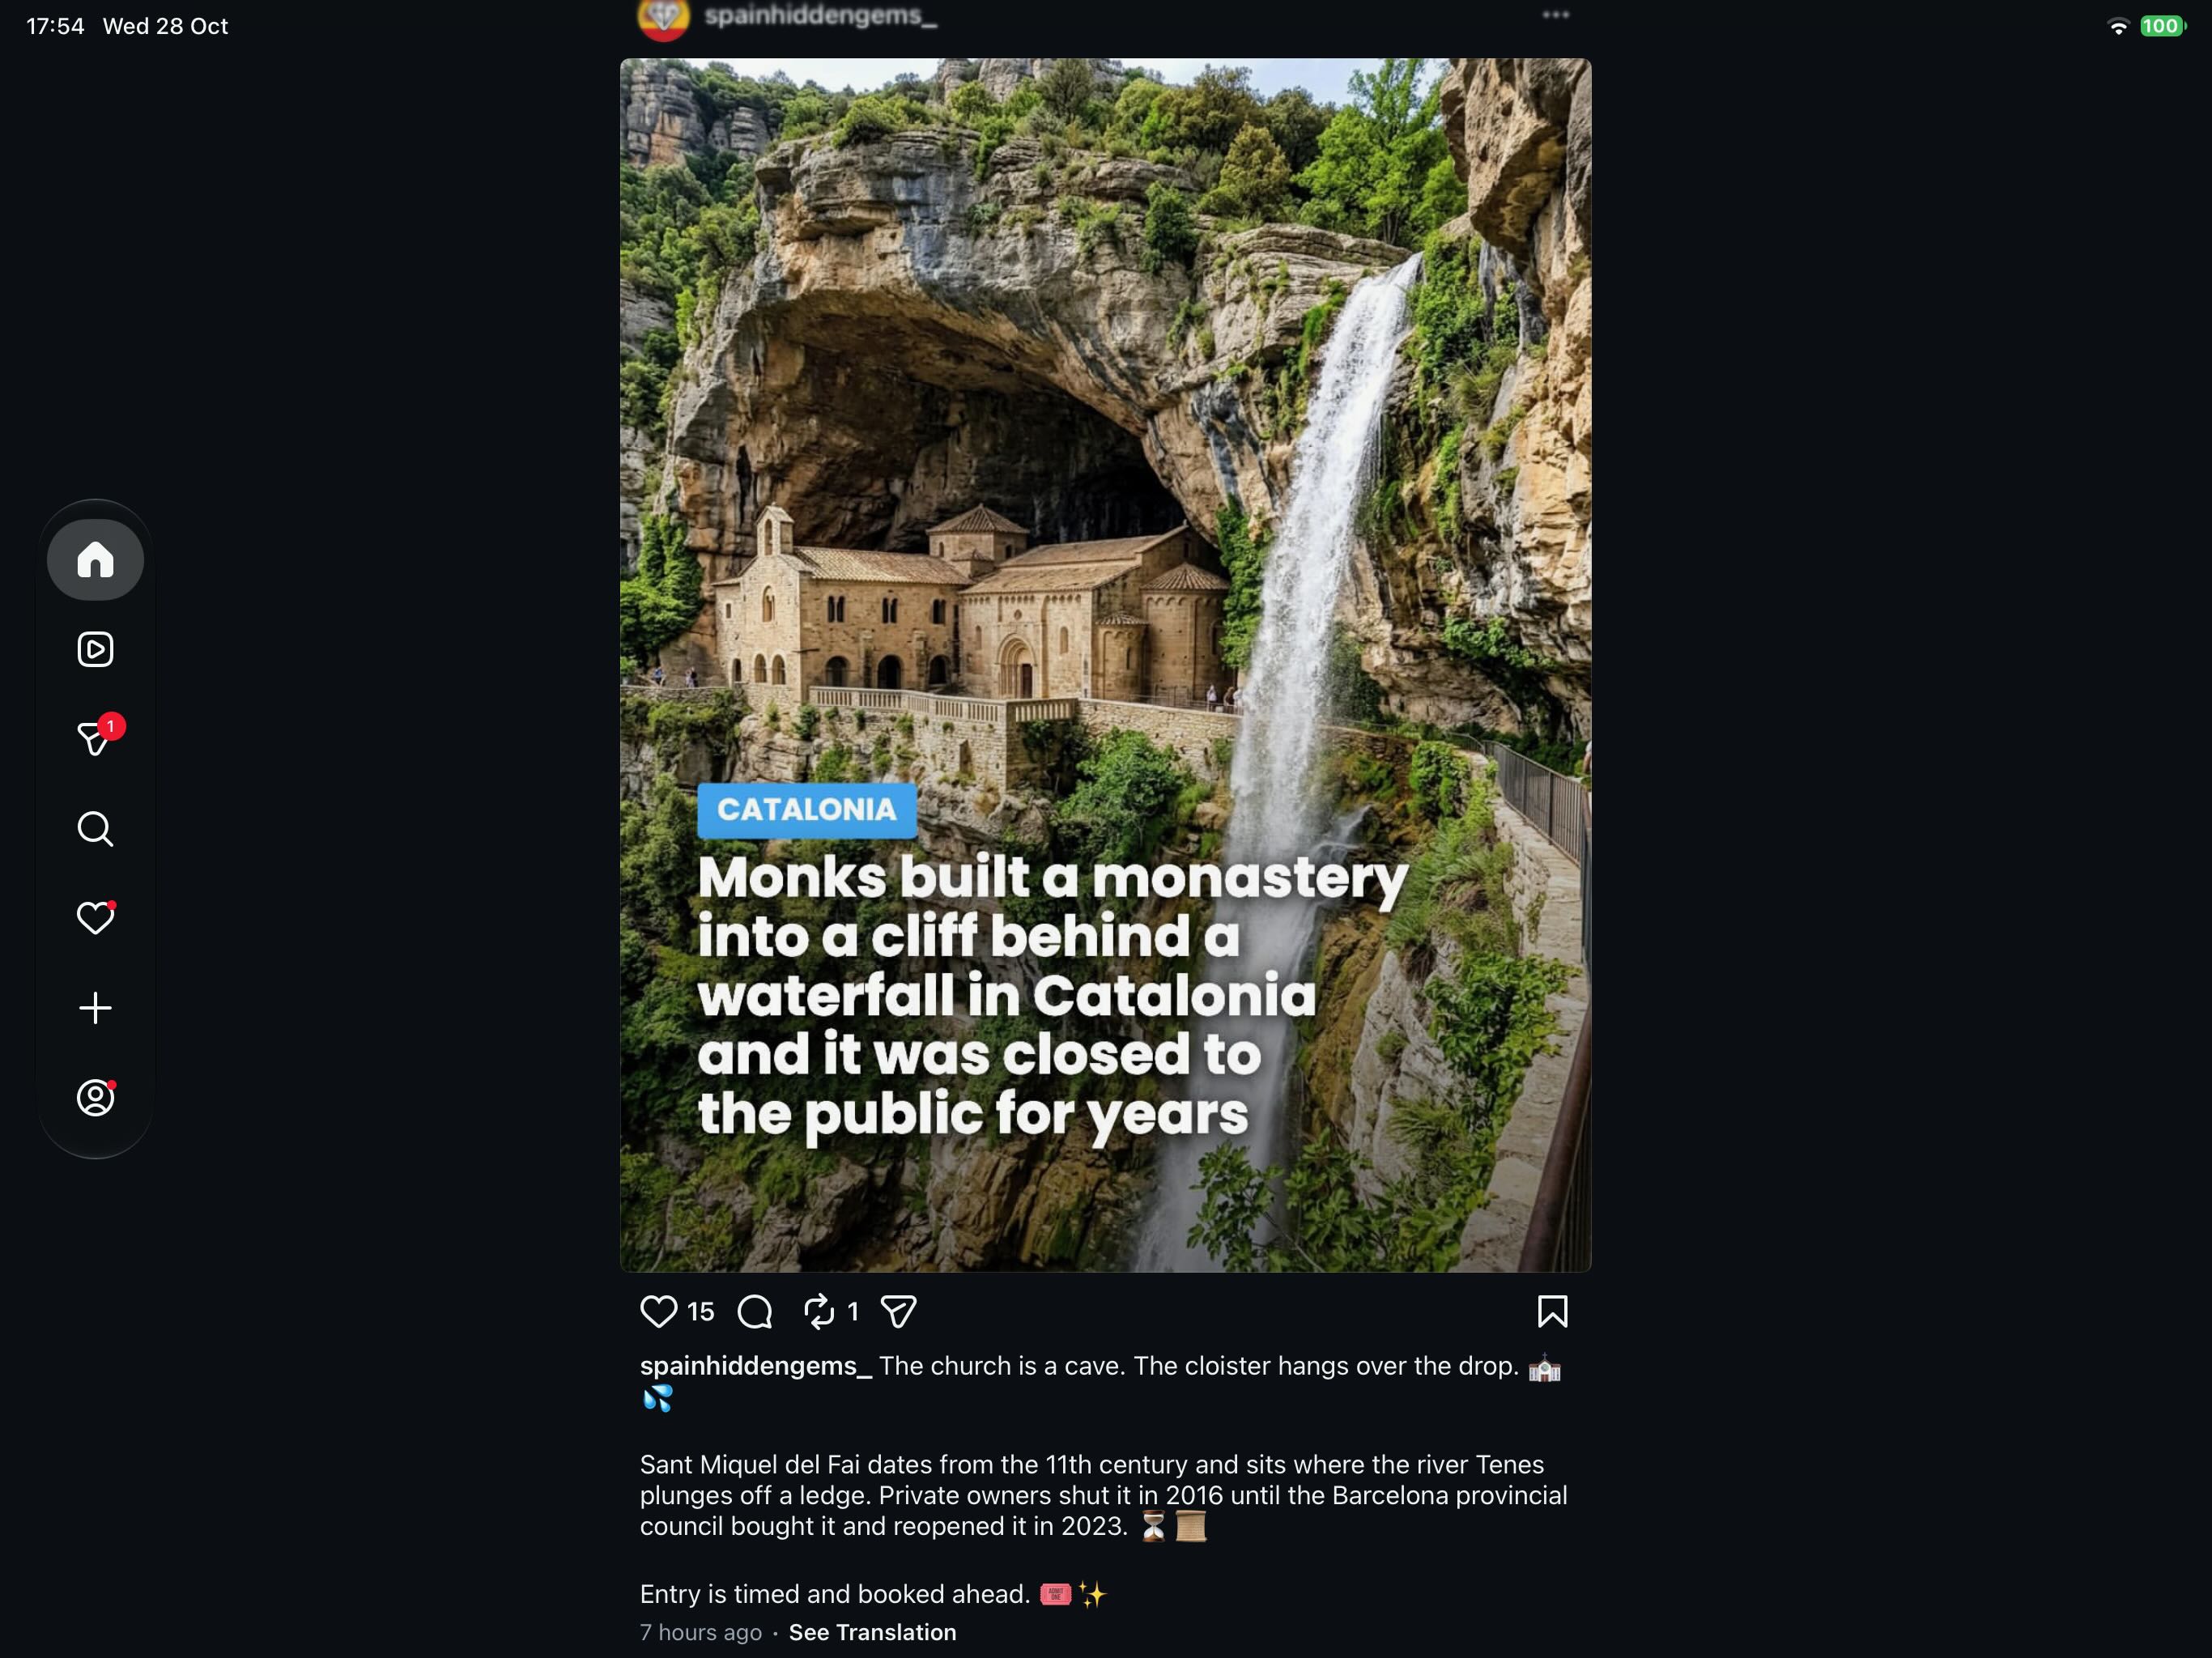 17:54 Wed 28 Oct
100
spainhiddengems_
1
CATALONIA
Monks built a monastery
into a cliff behind a
waterfall in Catalonia
and it was closed to
the public for years
15
1
spainhiddengems_ The church is a cave. The cloister hangs over the drop. ⛪
💦
Sant Miquel del Fai dates from the 11th century and sits where the river Tenes
plunges off a ledge. Private owners shut it in 2016 until the Barcelona provincial
council bought it and reopened it in 2023. ⏳📜
Entry is timed and booked ahead. 🎟️✨
7 hours ago · See Translation